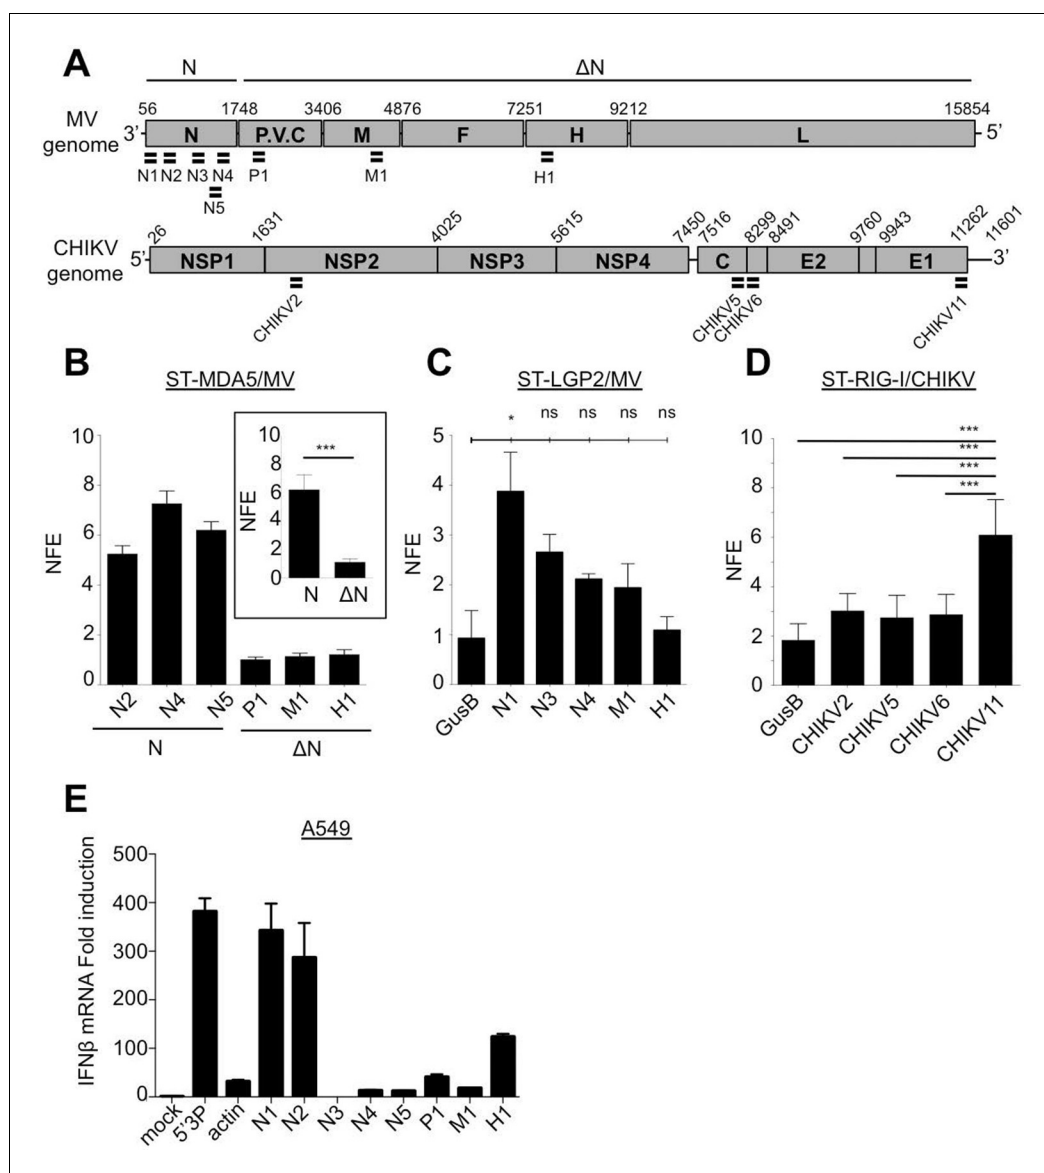 A
N ΔN
56 1748 3406 4876 7251 9212 15854
MV genome 3' N P.V.C M F H L 5'
N1 N2 N3 N4 P1 M1 H1
N5
26 1631 4025 5615 7450 7516 8299 8491 9760 9943 11262 11601
CHIKV genome 5' NSP1 NSP2 NSP3 NSP4 C E2 E1 3'
CHIKV2 CHIKV5 CHIKV6 CHIKV11
B
ST-MDA5/MV
NFE
10
8
6
4
2
0
N2 N4 N5 P1 M1 H1
N ΔN
NFE
10
8
6
4
2
0
***
N ΔN
C
ST-LGP2/MV
* ns ns ns ns
NFE
5
4
3
2
1
0
GusB N1 N3 N4 M1 H1
D
ST-RIG-I/CHIKV
***
***
***
***
NFE
10
8
6
4
2
0
GusB CHIKV2 CHIKV5 CHIKV6 CHIKV11
E
A549
IFNβ mRNA Fold induction
500
400
300
200
100
0
mock 5'3P actin N1 N2 N3 N4 N5 P1 M1 H1